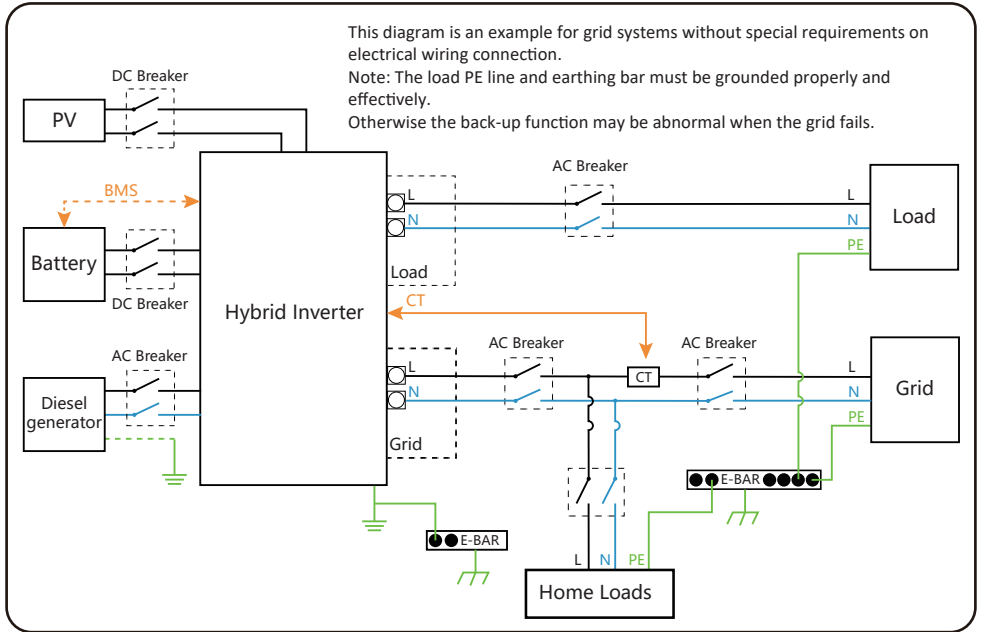 This diagram is an example for grid systems without special requirements on
electrical wiring connection.
Note: The load PE line and earthing bar must be grounded properly and
effectively.
Otherwise the back-up function may be abnormal when the grid fails.
DC Breaker
PV
AC Breaker
BMS
L
L
N
N
Load
PE
Battery
Load
DC Breaker
CT
Hybrid Inverter
AC Breaker
AC Breaker
AC Breaker
L
CT
L
N
N
Grid
Diesel
generator
PE
Grid
E-BAR
E-BAR
L
N
PE
Home Loads